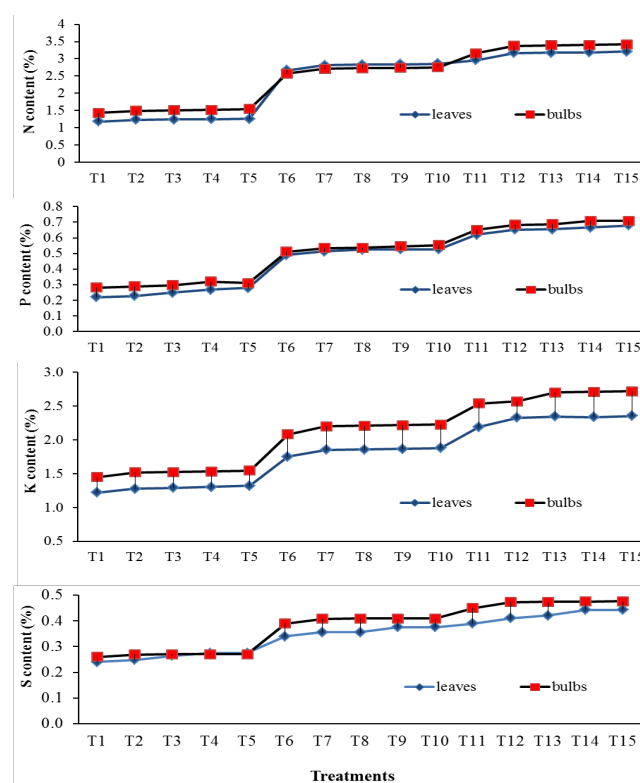 N content (%)
4
3.5
3
2.5
2
1.5
1
0.5
0
leaves bulbs
T1 T2 T3 T4 T5 T6 T7 T8 T9 T10 T11 T12 T13 T14 T15
P content (%)
0.8
0.7
0.6
0.5
0.4
0.3
0.2
0.1
0.0
leaves bulbs
T1 T2 T3 T4 T5 T6 T7 T8 T9 T10 T11 T12 T13 T14 T15
K content (%)
3.0
2.5
2.0
1.5
1.0
0.5
leaves bulbs
T1 T2 T3 T4 T5 T6 T7 T8 T9 T10 T11 T12 T13 T14 T15
S content (%)
0.5
0.4
0.3
0.2
0.1
0.0
leaves bulbs
T1 T2 T3 T4 T5 T6 T7 T8 T9 T10 T11 T12 T13 T14 T15
Treatments